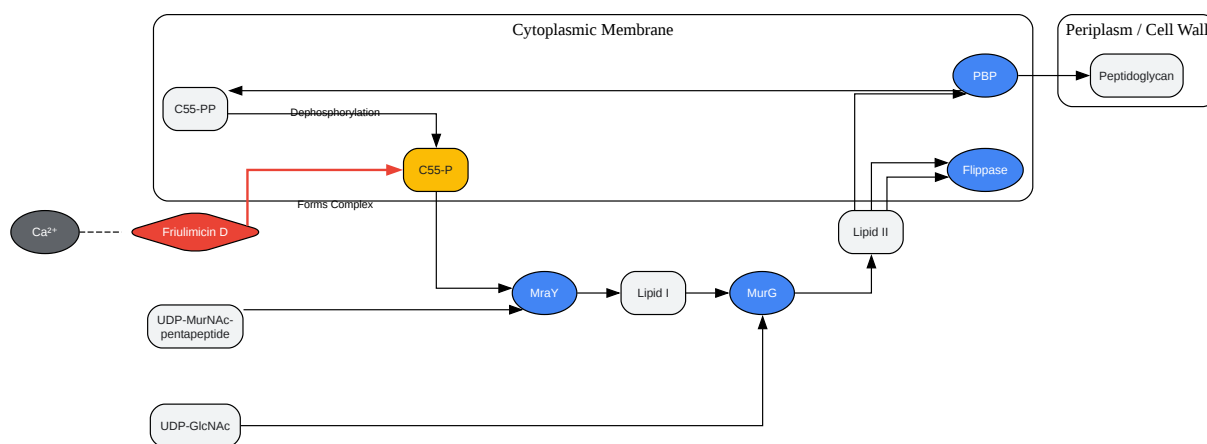 Cytoplasmic Membrane
Periplasm / Cell Wall
PBP
Peptidoglycan
C55-PP
Dephosphorylation
C55-P
Flippase
Forms Complex
Ca²⁺
Friulimicin D
Lipid II
MraY
Lipid I
MurG
UDP-MurNAc-
pentapeptide
UDP-GlcNAc